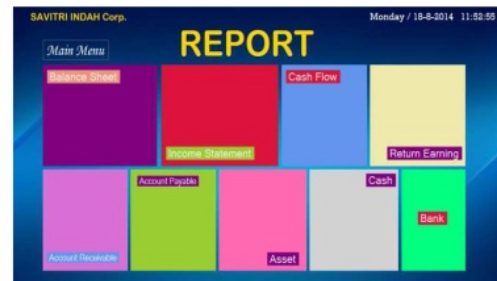 SAVITRI INDAH Corp.
Monday / 18-8-2014 11:52:55
REPORT
Main Menu
Balance Sheet
Income Statement
Cash Flow
Return Earning
Account Receivable
Account Payable
Asset
Cash
Bank